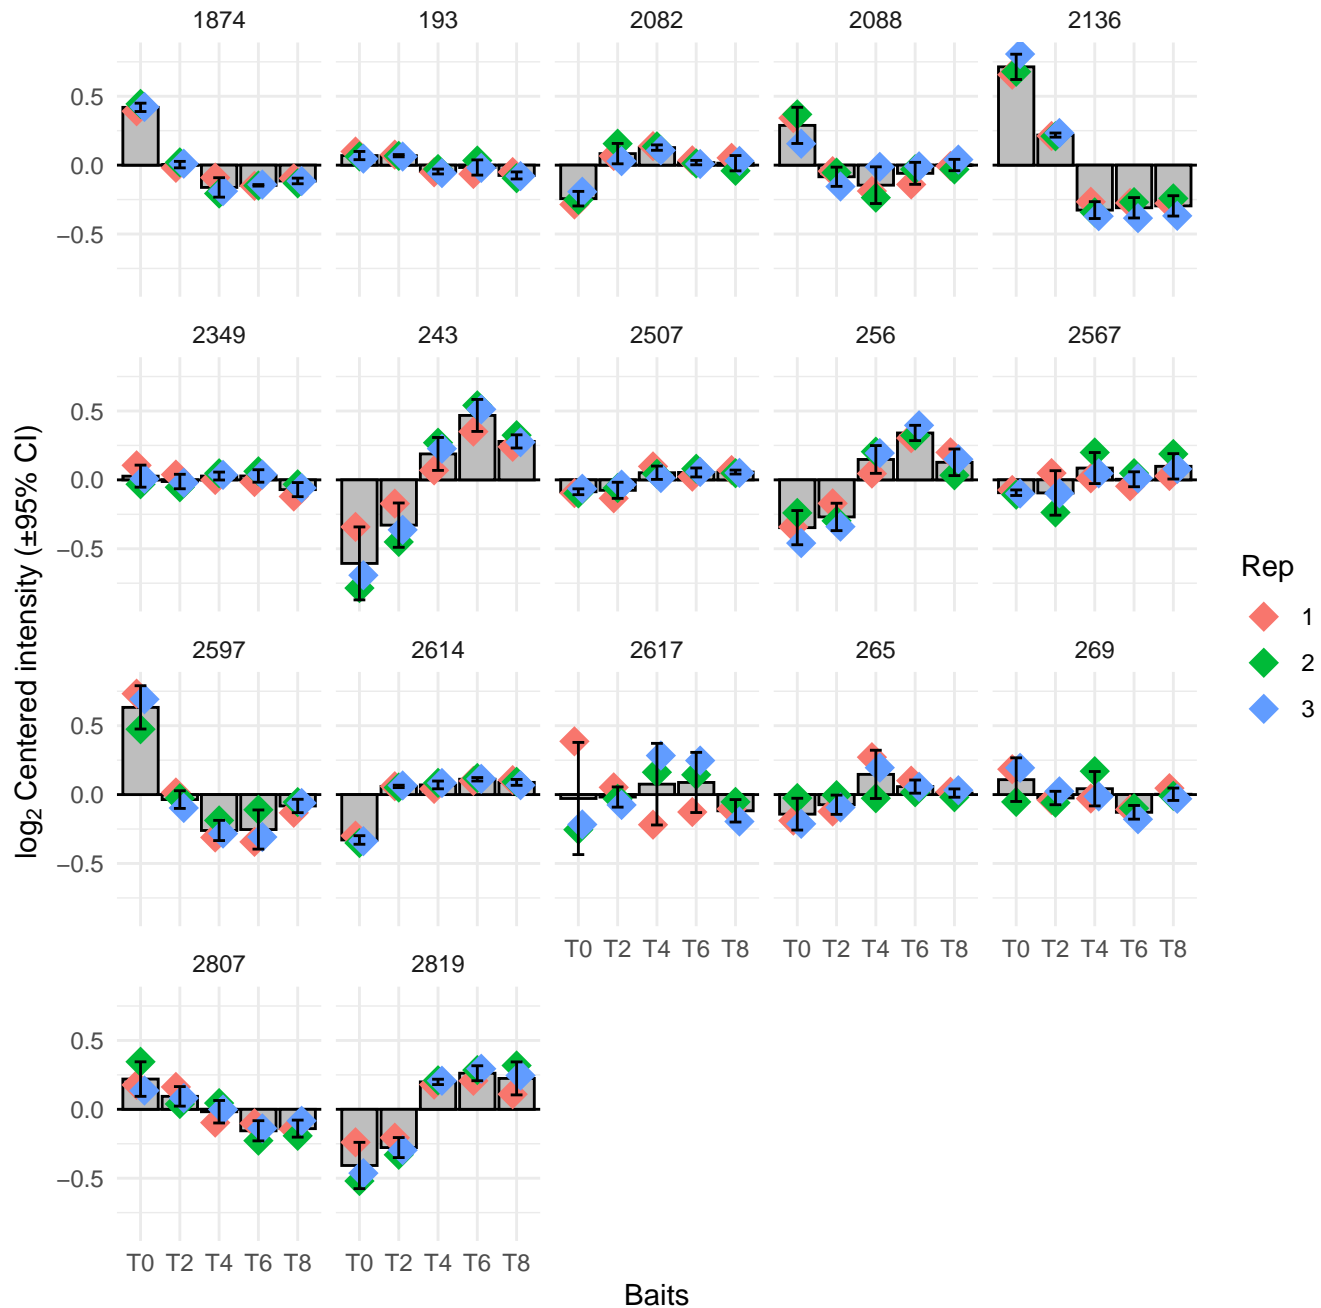 1874 193 2082 2088 2136
0.5
0.0
−0.5
2349 243 2507 256 2567
0.5
0.0
−0.5
2597 2614 2617 265 269
0.5
0.0
−0.5
T0 T2 T4 T6 T8 T0 T2 T4 T6 T8 T0 T2 T4 T6 T8
2807 2819
0.5
0.0
−0.5
T0 T2 T4 T6 T8 T0 T2 T4 T6 T8
Baits
log2 Centered intensity (±95% CI)
Rep
1
2
3